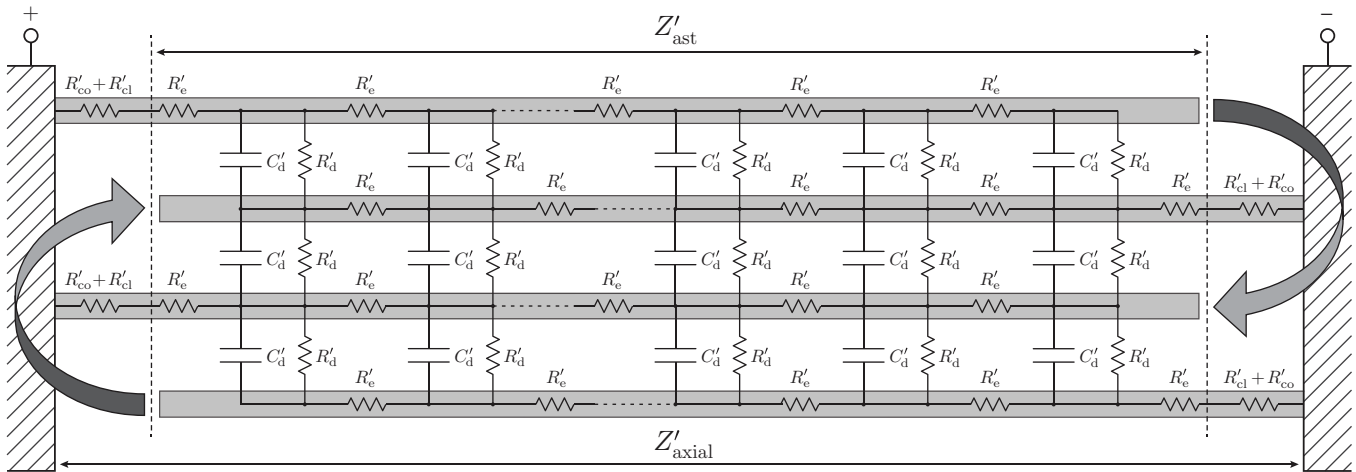 + −
Z′ast
R′co+R′cl R′e R′e R′e R′e R′e
C′d R′d C′d R′d C′d R′d C′d R′d C′d R′d
R′e R′e R′e R′e R′e R′cl+R′co
C′d R′d C′d R′d C′d R′d C′d R′d C′d R′d
R′co+R′cl R′e R′e R′e R′e R′e
C′d R′d C′d R′d C′d R′d C′d R′d C′d R′d
R′e R′e R′e R′e R′e R′cl+R′co
Z′axial